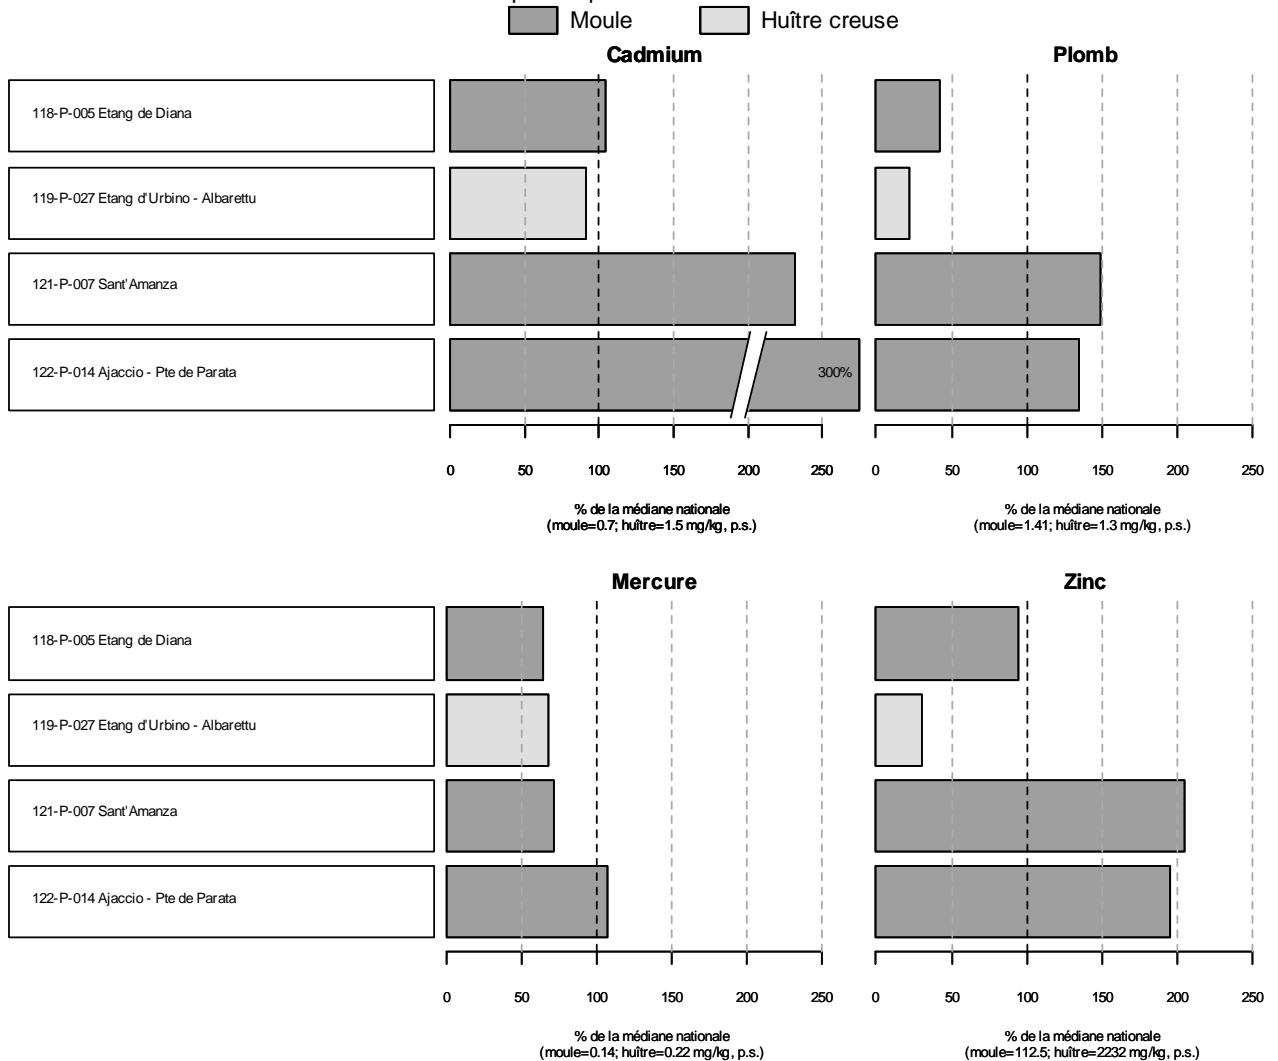 Moule Huître creuse
Cadmium Plomb
118-P-005 Etang de Diana
119-P-027 Etang d'Urbino - Albarettu
121-P-007 Sant'Amanza
122-P-014 Ajaccio - Pte de Parata 300%
0 50 100 150 200 250 0 50 100 150 200 250
% de la médiane nationale % de la médiane nationale
(moule=0.7; huître=1.5 mg/kg, p.s.) (moule=1.41; huître=1.3 mg/kg, p.s.)
Mercure Zinc
118-P-005 Etang de Diana
119-P-027 Etang d'Urbino - Albarettu
121-P-007 Sant'Amanza
122-P-014 Ajaccio - Pte de Parata
0 50 100 150 200 250 0 50 100 150 200 250
% de la médiane nationale % de la médiane nationale
(moule=0.14; huître=0.22 mg/kg, p.s.) (moule=112.5; huître=2232 mg/kg, p.s.)